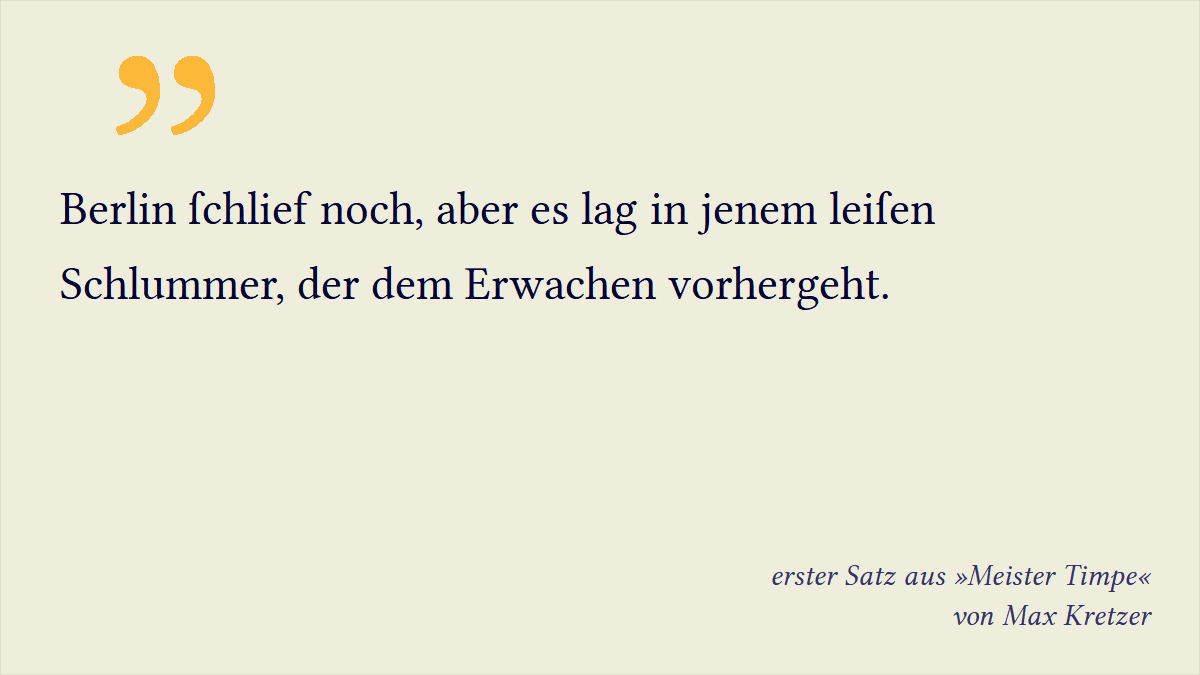 ”
Berlin ſchlief noch, aber es lag in jenem leiſen
Schlummer, der dem Erwachen vorhergeht.
erster Satz aus »Meister Timpe«
von Max Kretzer